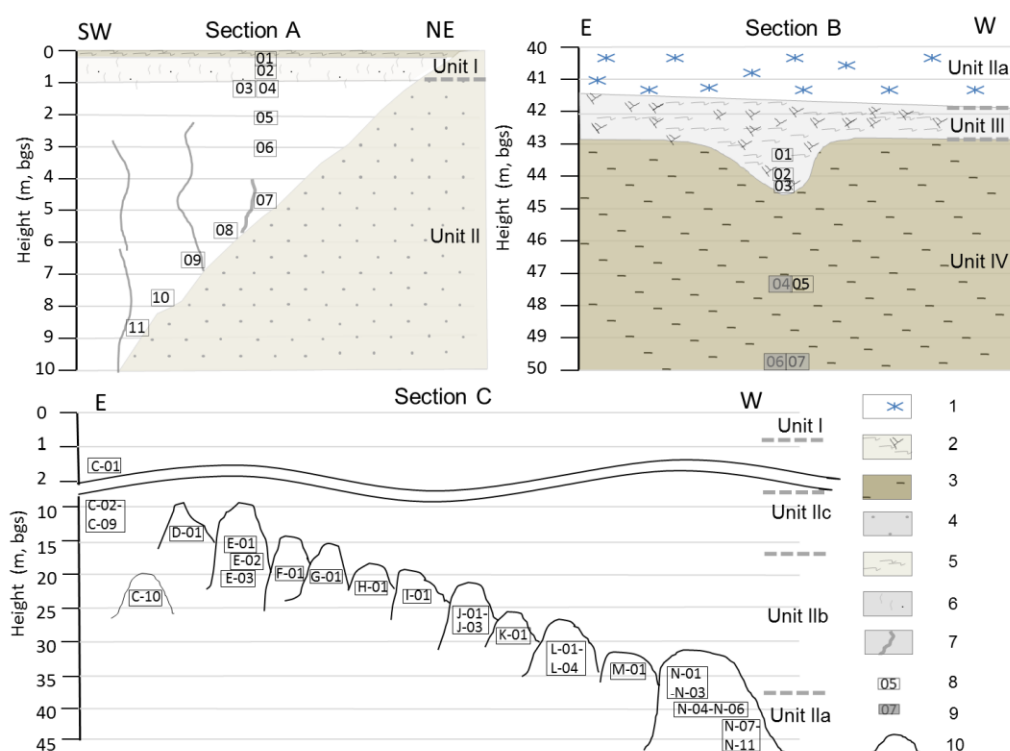 SW Section A NE
Height (m, bgs)
0
1
2
3
4
5
6
7
8
9
10
01
02
03 04
05
06
07
08
09
10
11
Unit I
Unit II
E Section B W
Height (m, bgs)
40
41
42
43
44
45
46
47
48
49
50
01
02
03
04 05
06 07
Unit IIa
Unit III
Unit IV
E Section C W
Height (m, bgs)
0
1
2
10
15
20
25
30
35
40
45
C-01
C-02-
C-09
C-10
D-01
E-01
E-02
E-03
F-01
G-01
H-01
I-01
J-01-
J-03
K-01
L-01-
L-04
M-01
N-01
-N-03
N-04-N-06
N-07-
N-11
Unit I
Unit IIc
Unit IIb
Unit IIa
1
2
3
4
5
6
7
05 8
07 9
10